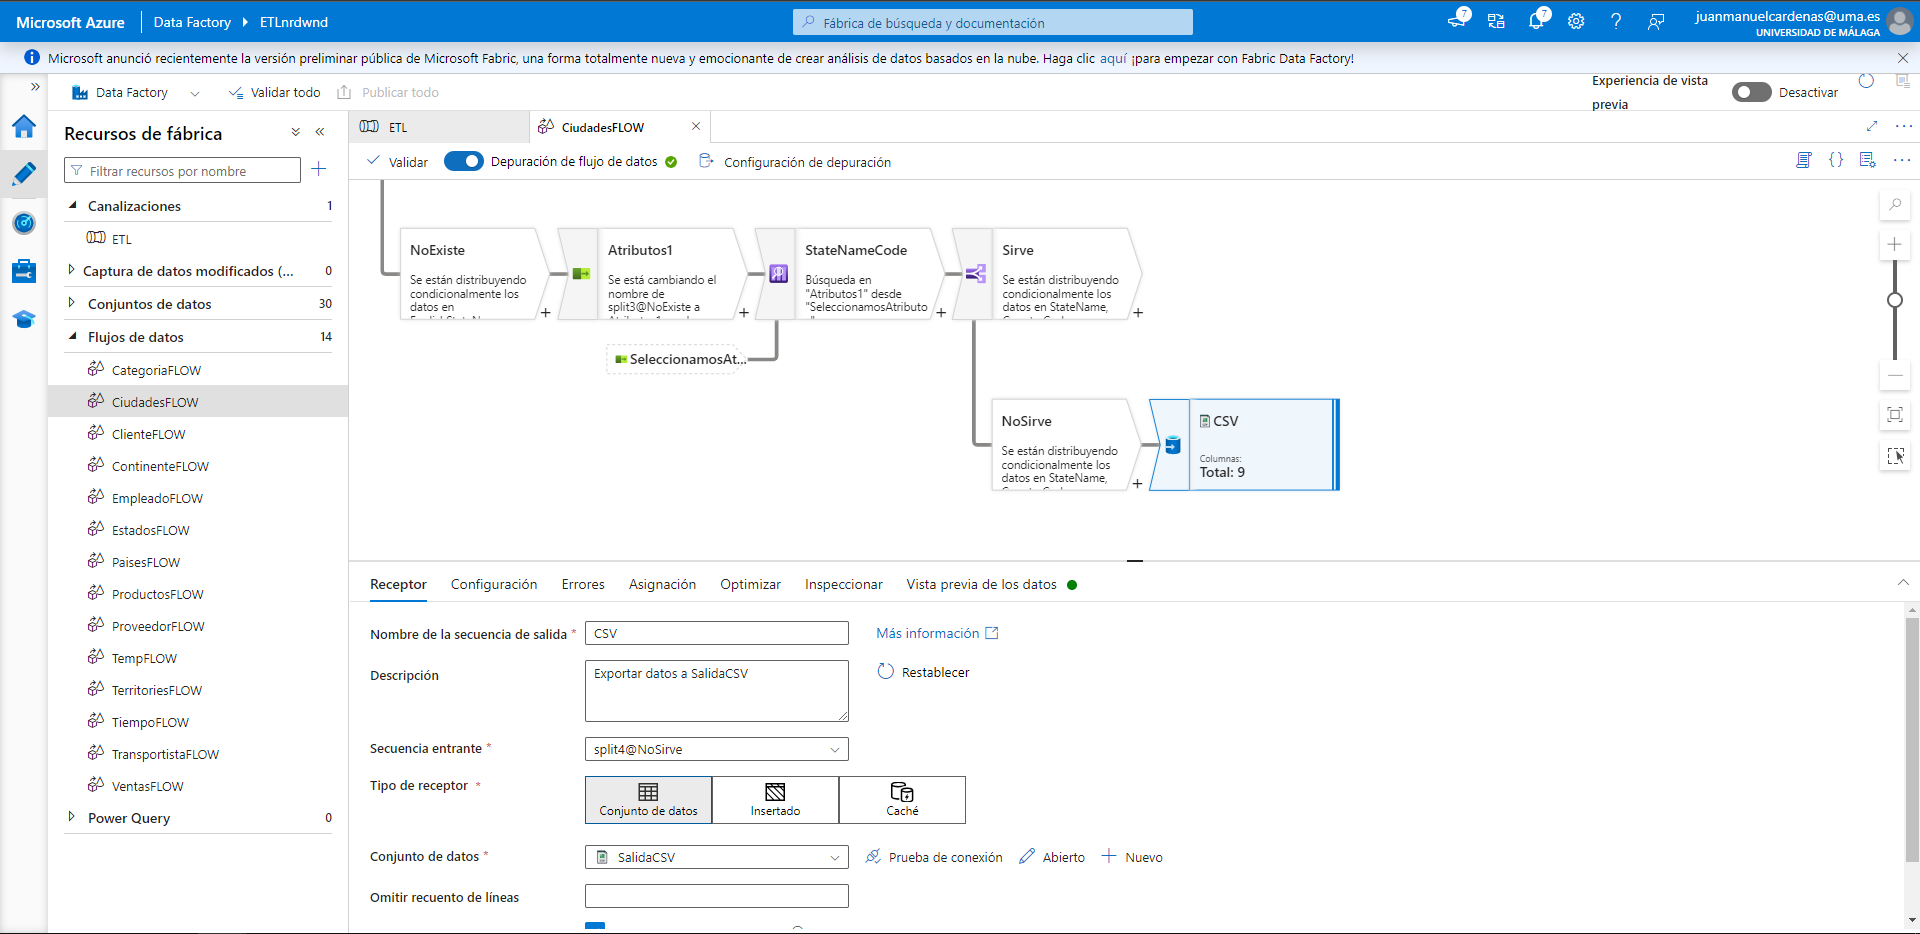 Microsoft Azure
Data Factory
ETLnrdwnd
Fábrica de búsqueda y documentación
7
7
juanmanuelcardenas@uma.es
UNIVERSIDAD DE MÁLAGA
Microsoft anunció recientemente la versión preliminar pública de Microsoft Fabric, una forma totalmente nueva y emocionante de crear análisis de datos basados en la nube. Haga clic aquí ¡para empezar con Fabric Data Factory!
Data Factory
Validar todo
Publicar todo
Experiencia de vista
previa
Desactivar
Recursos de fábrica
Filtrar recursos por nombre
Canalizaciones 1
ETL
Captura de datos modificados (... 0
Conjuntos de datos 30
Flujos de datos 14
CategoriaFLOW
CiudadesFLOW
ClienteFLOW
ContinenteFLOW
EmpleadoFLOW
EstadosFLOW
PaisesFLOW
ProductosFLOW
ProveedorFLOW
TempFLOW
TerritoriesFLOW
TiempoFLOW
TransportistaFLOW
VentasFLOW
Power Query 0
ETL
CiudadesFLOW
Validar
Depuración de flujo de datos
Configuración de depuración
NoExiste
Se están distribuyendo
condicionalmente los
datos en
Atributos1
Se está cambiando el
nombre de
split3@NoExiste a
StateNameCode
Búsqueda en
"Atributos1" desde
"SeleccionamosAtributo
Sirve
Se están distribuyendo
condicionalmente los
datos en StateName,
SeleccionamosAt...
NoSirve
Se están distribuyendo
condicionalmente los
datos en StateName,
CSV
Columnas:
Total: 9
Receptor
Configuración
Errores
Asignación
Optimizar
Inspeccionar
Vista previa de los datos
Nombre de la secuencia de salida *
CSV
Más información
Descripción
Exportar datos a SalidaCSV
Restablecer
Secuencia entrante *
split4@NoSirve
Tipo de receptor *
Conjunto de datos
Insertado
Caché
Conjunto de datos *
SalidaCSV
Prueba de conexión
Abierto
Nuevo
Omitir recuento de líneas